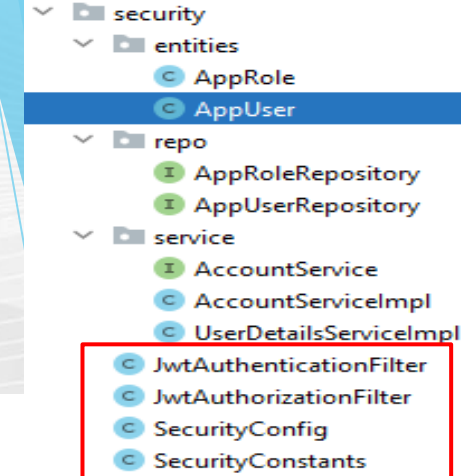 security
entities
C AppRole
C AppUser
repo
I AppRoleRepository
I AppUserRepository
service
I AccountService
C AccountServiceImpl
C UserDetailsServiceImpl
C JwtAuthenticationFilter
C JwtAuthorizationFilter
C SecurityConfig
C SecurityConstants